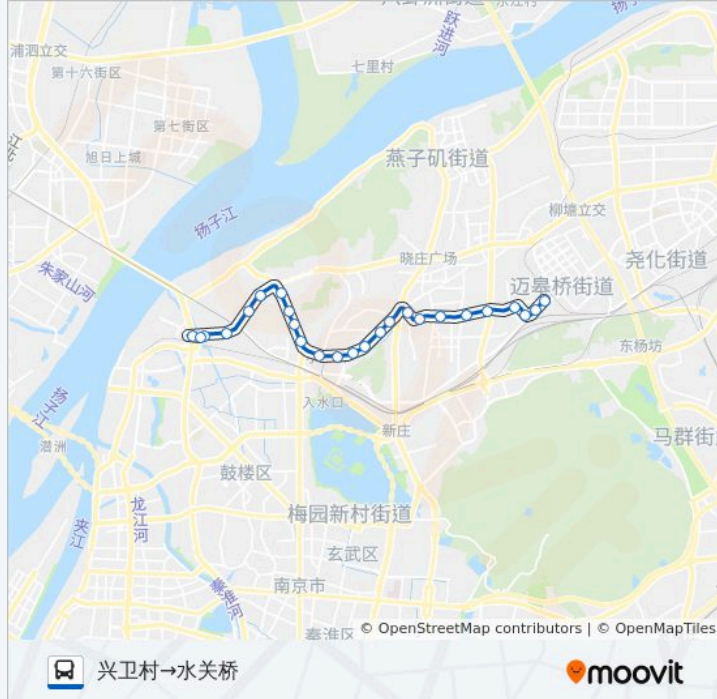 跃进河
浦泗立交
七里村
第十六街区
第七街区
旭日上城
燕子矶街道
扬子江
柳塘立交
晓庄广场
尧化街道
朱家山河
迈皋桥街道
东杨坊
扬子江
入水口
新庄
马群街
潜洲
鼓楼区
龙江河
梅园新村街道
夹江
玄武区
南京市
秦淮河
秦淮区
© OpenStreetMap contributors | © OpenMapTiles
兴卫村→水关桥
moovit